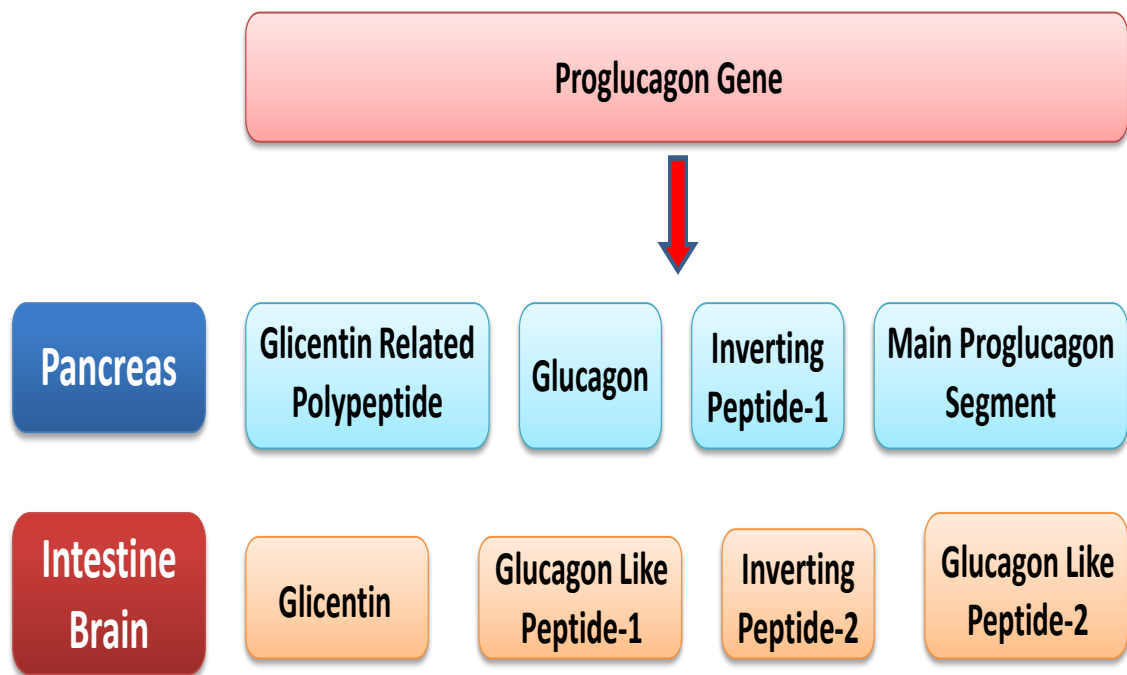 Proglucagon Gene
Pancreas
Glicentin Related
Polypeptide
Glucagon
Inverting
Peptide-1
Main Proglucagon
Segment
Intestine
Brain
Glicentin
Glucagon Like
Peptide-1
Inverting
Peptide-2
Glucagon Like
Peptide-2